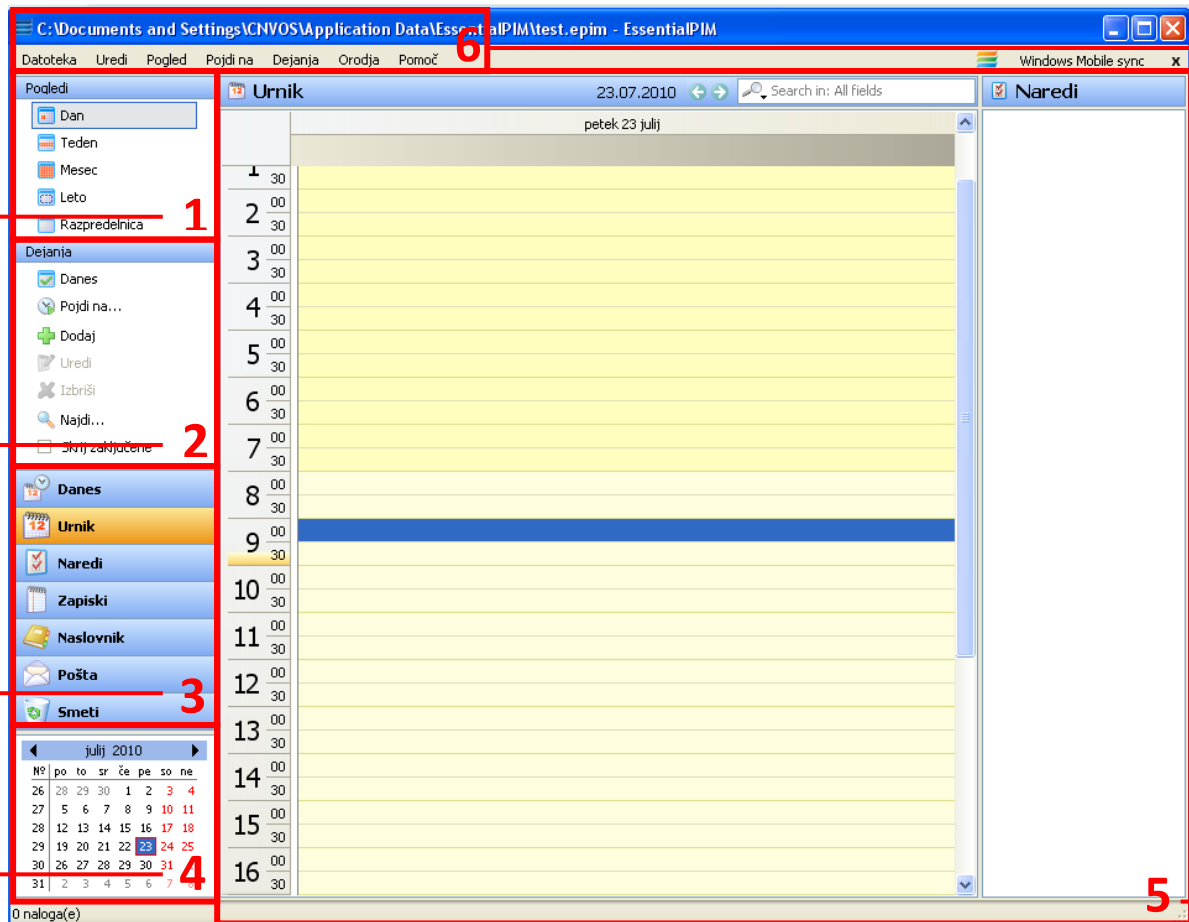 C:\Documents and Settings\CNVOS\Application Data\EssentialPIM\test.epim - EssentialPIM
6
Datoteka Uredi Pogled Pojdi na Dejanja Orodja Pomoč Windows Mobile sync x
Pogledi
Dan
Teden
Mesec
Leto
Razpredelnica
1
Dejanja
Danes
Pojdi na...
Dodaj
Uredi
Izbriši
Najdi...
Skrij zaključene
2
Danes
Urnik
Naredi
Zapiski
Naslovnik
Pošta
Smeti
3
julij 2010
Nº po to sr če pe so ne
26 28 29 30 1 2 3 4
27 5 6 7 8 9 10 11
28 12 13 14 15 16 17 18
29 19 20 21 22 23 24 25
30 26 27 28 29 30 31
31 2 3 4 5 6 7 8
4
0 naloga(e)
12 Urnik 23.07.2010 Search in: All fields
petek 23 julij
1 30
2 00 30
3 00 30
4 00 30
5 00 30
6 00 30
7 00 30
8 00 30
9 00 30
10 00 30
11 00 30
12 00 30
13 00 30
14 00 30
15 00 30
16 00 30
Naredi
5